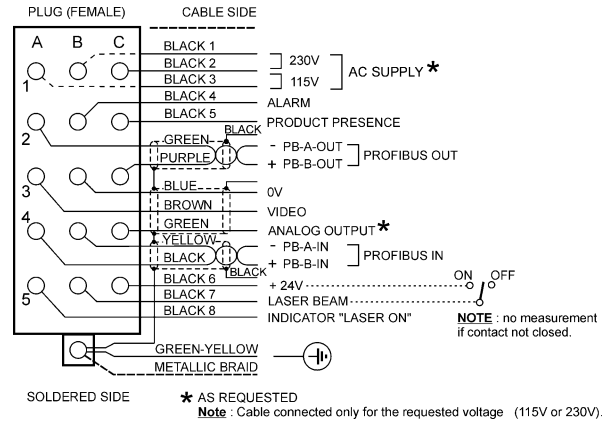 PLUG (FEMALE) CABLE SIDE
A B C
BLACK 1
BLACK 2 230V
AC SUPPLY *
1 BLACK 3 115V
BLACK 4 ALARM
BLACK 5 PRODUCT PRESENCE
2 GREEN BLACK - PB-A-OUT
PROFIBUS OUT
PURPLE + PB-B-OUT
3 BLUE 0V
BROWN VIDEO
4 GREEN ANALOG OUTPUT *
YELLOW - PB-A-IN
PROFIBUS IN
BLACK + PB-B-IN
BLACK ON OFF
BLACK 6 + 24V
5 BLACK 7 LASER BEAM
BLACK 8 INDICATOR "LASER ON"
NOTE : no measurement
if contact not closed.
GREEN-YELLOW
METALLIC BRAID
SOLDERED SIDE * AS REQUESTED
Note : Cable connected only for the requested voltage (115V or 230V).